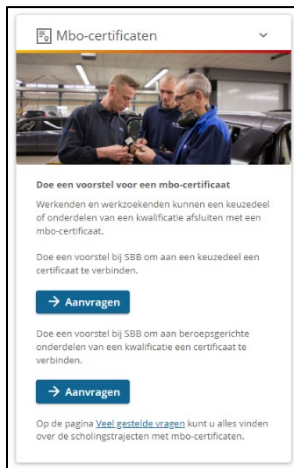 Mbo-certificaten
Doe een voorstel voor een mbo-certificaat
Werkenden en werkzoekenden kunnen een keuzedeel
of onderdelen van een kwalificatie afsluiten met een
mbo-certificaat.
Doe een voorstel bij SBB om aan een keuzedeel een
certificaat te verbinden.
→ Aanvragen
Doe een voorstel bij SBB om aan beroepsgerichte
onderdelen van een kwalificatie een certificaat te
verbinden.
→ Aanvragen
Op de pagina Veel gestelde vragen kunt u alles vinden
over de scholingstrajecten met mbo-certificaten.